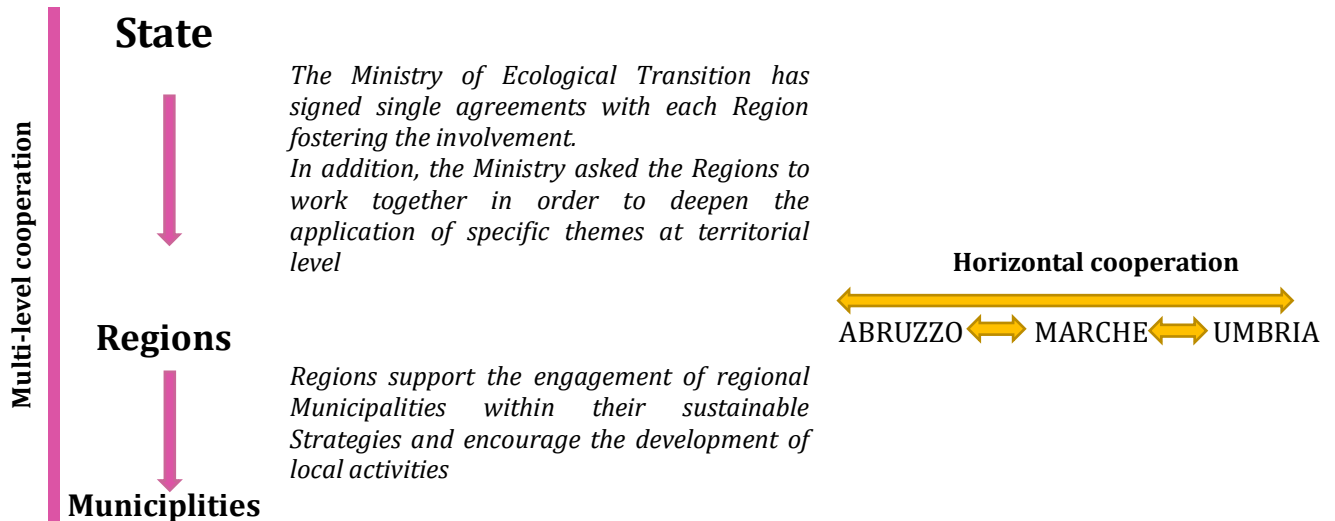 Multi-level cooperation
State
The Ministry of Ecological Transition has
signed single agreements with each Region
fostering the involvement.
In addition, the Ministry asked the Regions to
work together in order to deepen the
application of specific themes at territorial
level
Horizontal cooperation
ABRUZZO MARCHE UMBRIA
Regions
Regions support the engagement of regional
Municipalities within their sustainable
Strategies and encourage the development of
local activities
Municiplities